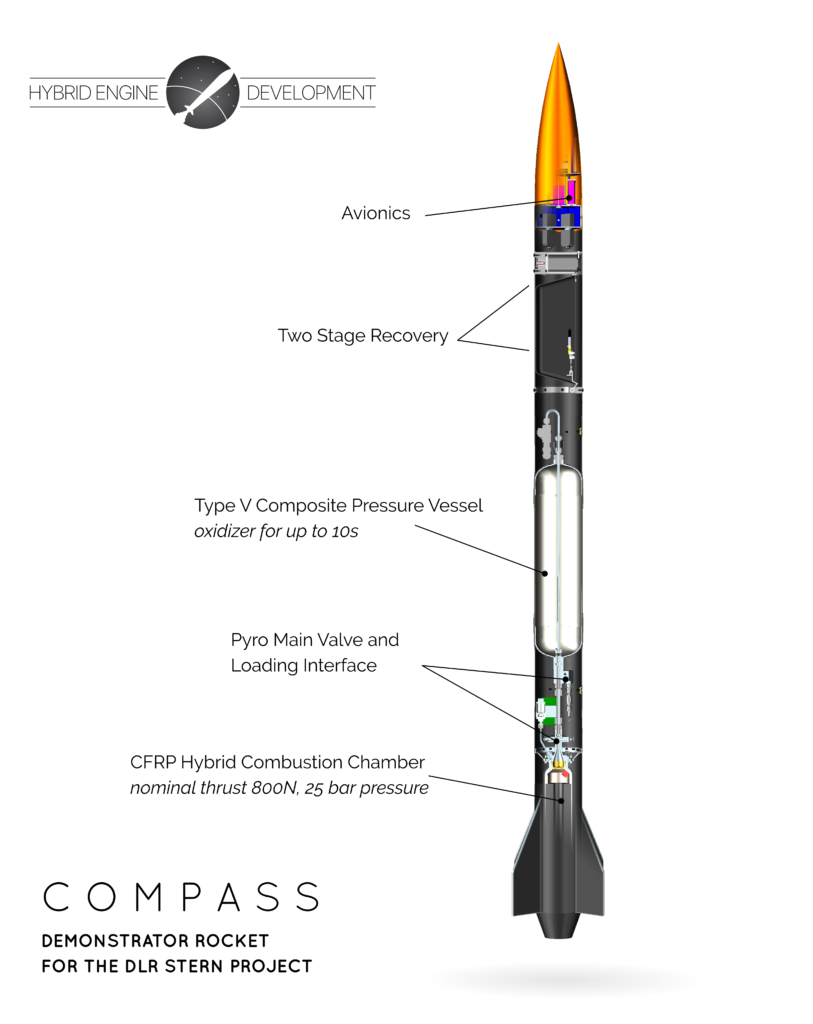 HYBRID ENGINE DEVELOPMENT
Avionics
Two Stage Recovery
Type V Composite Pressure Vessel
oxidizer for up to 10s
Pyro Main Valve and
Loading Interface
CFRP Hybrid Combustion Chamber
nominal thrust 800N, 25 bar pressure
COMPASS
DEMONSTRATOR ROCKET
FOR THE DLR STERN PROJECT